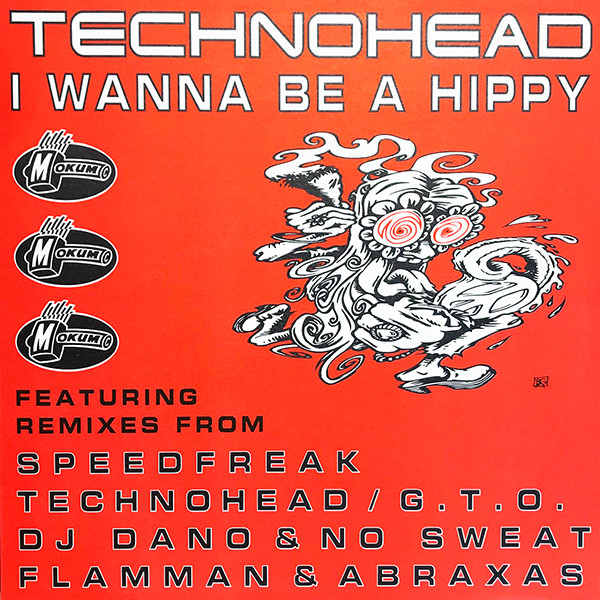 TECHNOHEAD
I WANNA BE A HIPPY
MOKUM
MOKUM
MOKUM
FEATURING
REMIXES FROM
SPEEDFREAK
TECHNOHEAD / G.T.O.
DJ DANO & NO SWEAT
FLAMMAN & ABRAXAS